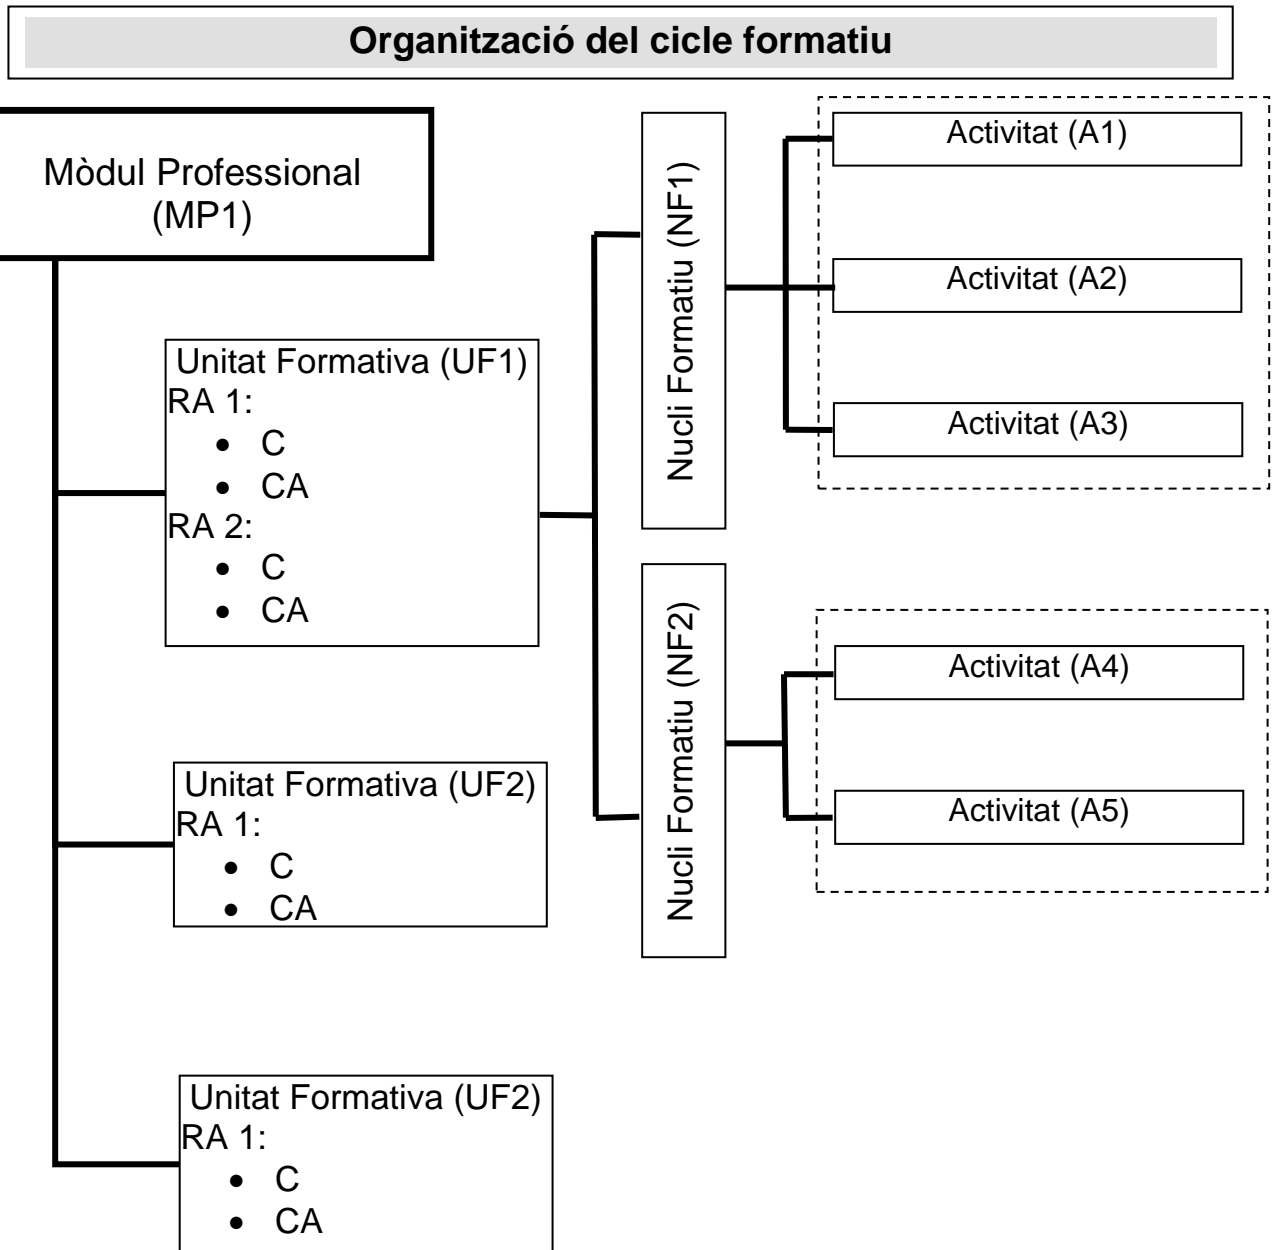 Organització del cicle formatiu
Mòdul Professional
(MP1)
Unitat Formativa (UF1)
RA 1:
• C
• CA
RA 2:
• C
• CA
Unitat Formativa (UF2)
RA 1:
• C
• CA
Unitat Formativa (UF2)
RA 1:
• C
• CA
Nucli Formatiu (NF1)
Activitat (A1)
Activitat (A2)
Activitat (A3)
Nucli Formatiu (NF2)
Activitat (A4)
Activitat (A5)